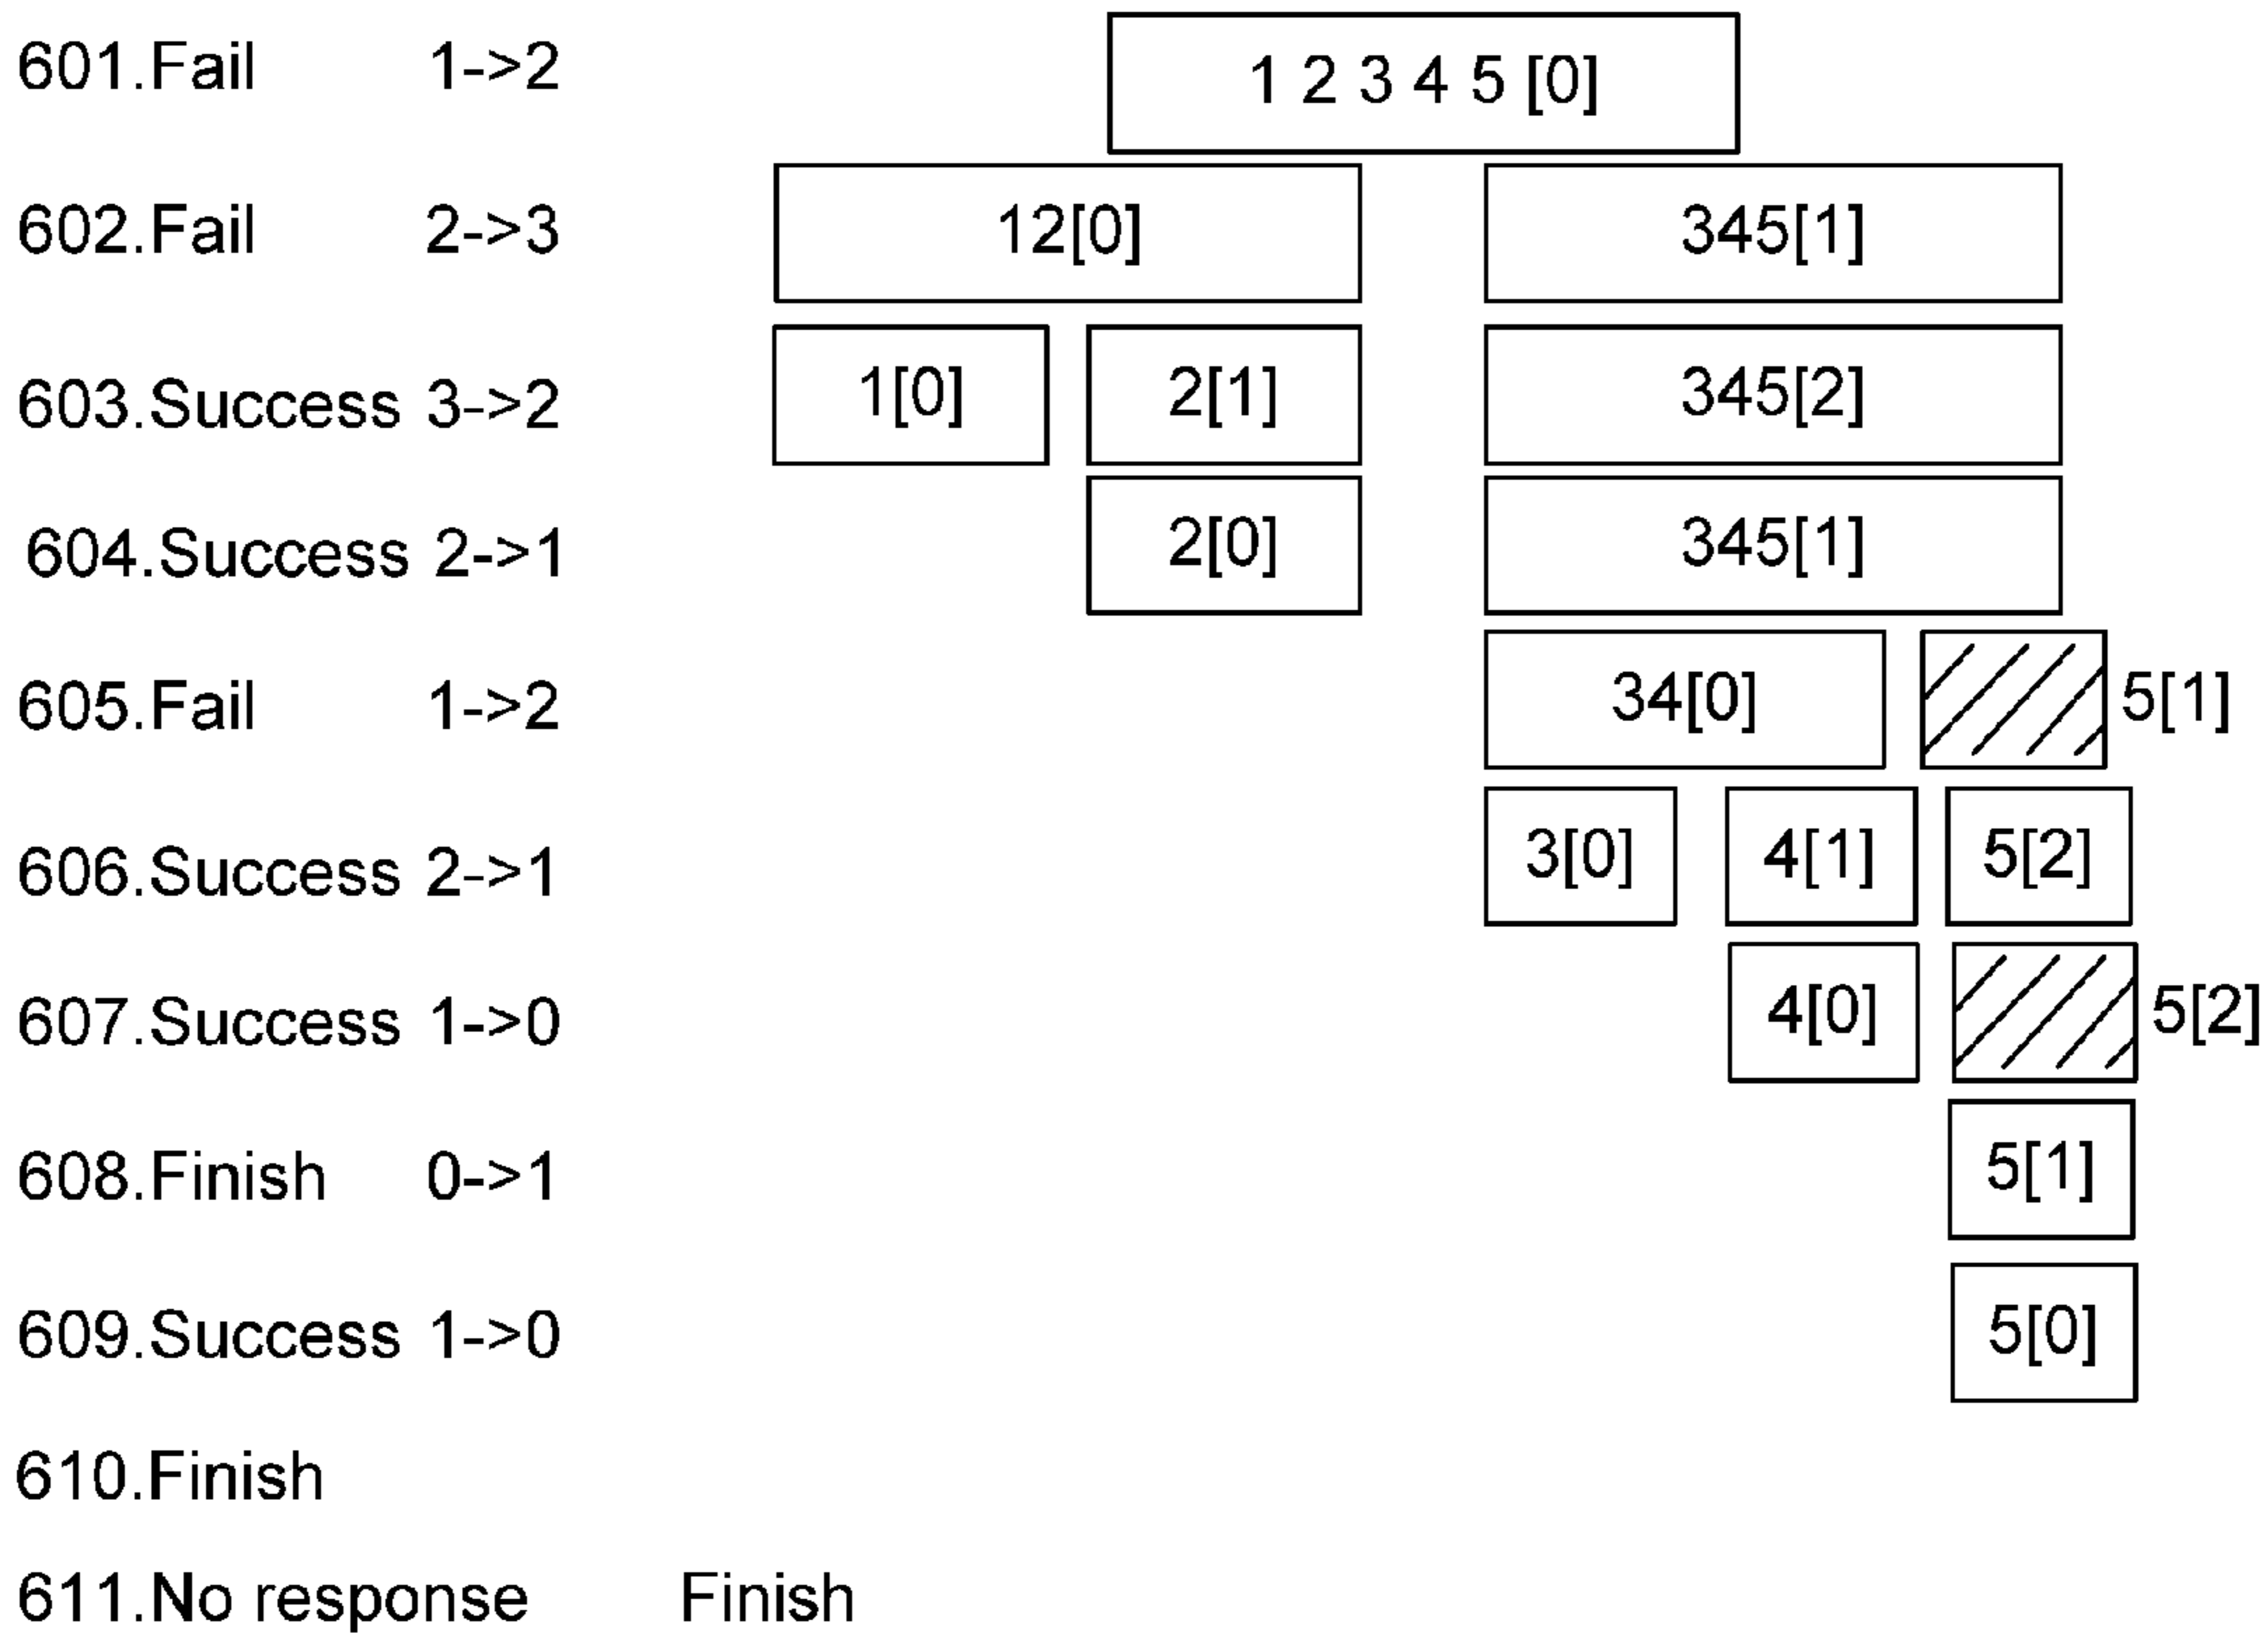 601.Fail 1->2 1 2 3 4 5 [0]
602.Fail 2->3 12[0] 345[1]
603.Success 3->2 1[0] 2[1] 345[2]
604.Success 2->1 2[0] 345[1]
605.Fail 1->2 34[0] 5[1]
606.Success 2->1 3[0] 4[1] 5[2]
607.Success 1->0 4[0] 5[2]
608.Finish 0->1 5[1]
609.Success 1->0 5[0]
610.Finish
611.No response Finish